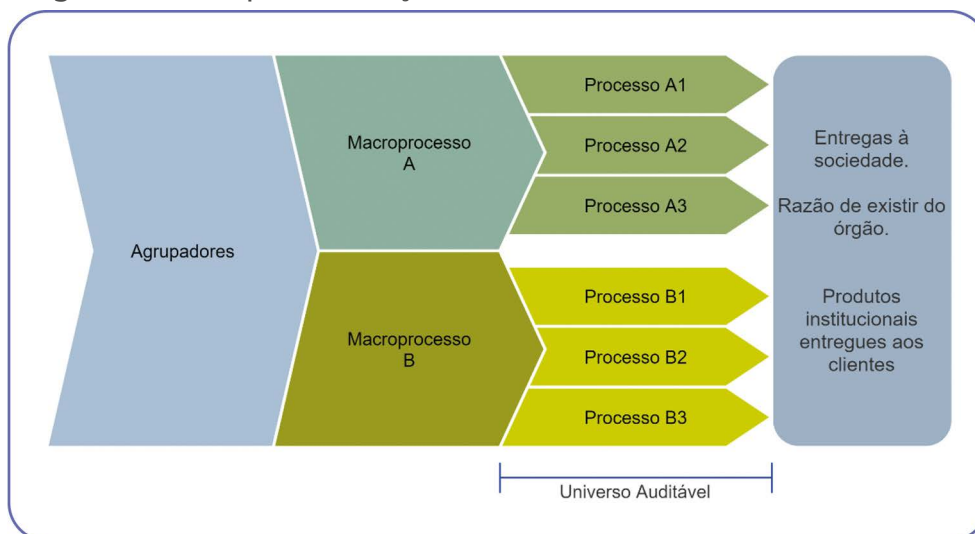 Agrupadores
Macroprocesso
A
Macroprocesso
B
Processo A1
Processo A2
Processo A3
Processo B1
Processo B2
Processo B3
Entregas à
sociedade.
Razão de existir do
órgão.
Produtos
institucionais
entregues aos
clientes
Universo Auditável